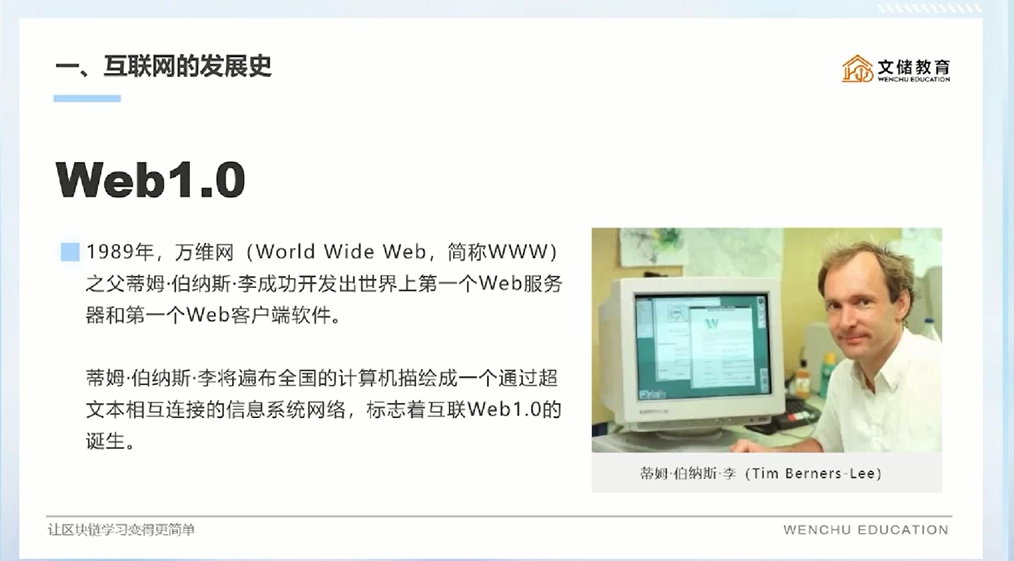 一、互联网的发展史
文储教育
WENCHU EDUCATION
Web1.0
1989年，万维网（World Wide Web，简称WWW）
之父蒂姆·伯纳斯·李成功开发出世界上第一个Web服务
器和第一个Web客户端软件。
蒂姆·伯纳斯·李将遍布全国的计算机描绘成一个通过超
文本相互连接的信息系统网络，标志着互联Web1.0的
诞生。
W
蒂姆·伯纳斯·李（Tim Berners-Lee）
让区块链学习变得更简单
WENCHU EDUCATION